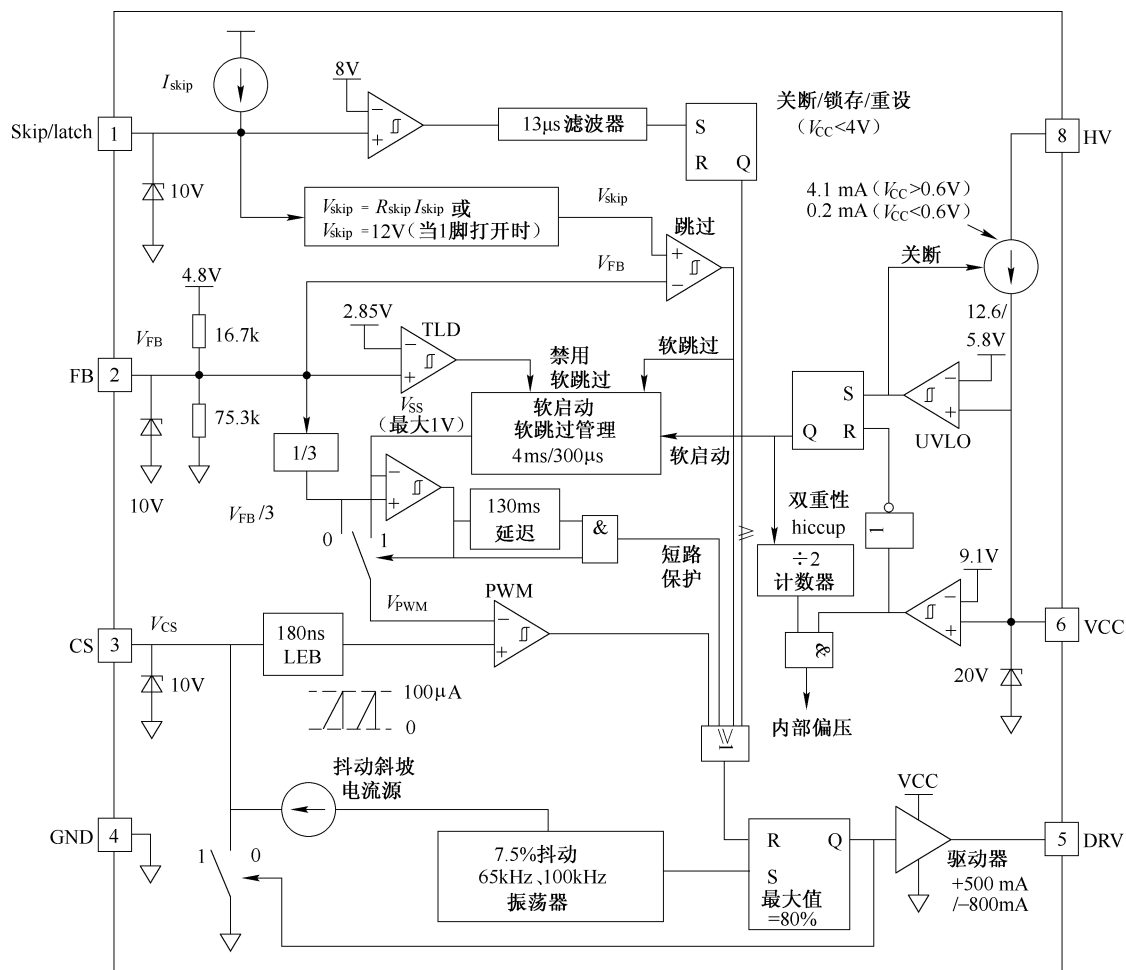 Iskip
8V
Skip/latch
1
10V
13μs 滤波器
S
R Q
关断/锁存/重设
(VCC<4V)
8
HV
Vskip = Rskip Iskip 或
Vskip = 12V(当1脚打开时)
Vskip
跳过
VFB
4.1 mA (VCC>0.6V)
0.2 mA (VCC<0.6V)
关断
12.6/
5.8V
4.8V
16.7k
VFB
FB
2
75.3k
10V
2.85V
TLD
禁用
软跳过
软跳过
VSS
(最大1V)
软启动
软跳过管理
4ms/300μs
软启动
S
Q R
UVLO
1/3
VFB/3
0
1
130ms
延迟
&
短路
保护
≥
双重性
hiccup
÷2
计数器
1
9.1V
&
内部偏压
6
VCC
20V
VPWM
PWM
CS
3
VCS
10V
180ns
LEB
100μA
0
≥1
抖动斜坡
电流源
GND
4
1
0
7.5%抖动
65kHz、100kHz
振荡器
R Q
S
最大值
=80%
VCC
5
DRV
驱动器
+500 mA
/−800mA